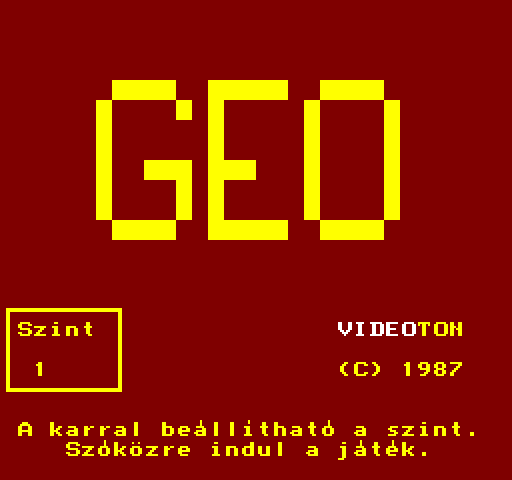 GEO
Szint
1
VIDEOTON
(C) 1987
A karral beállítható a szint.
Szóközre indul a játék.